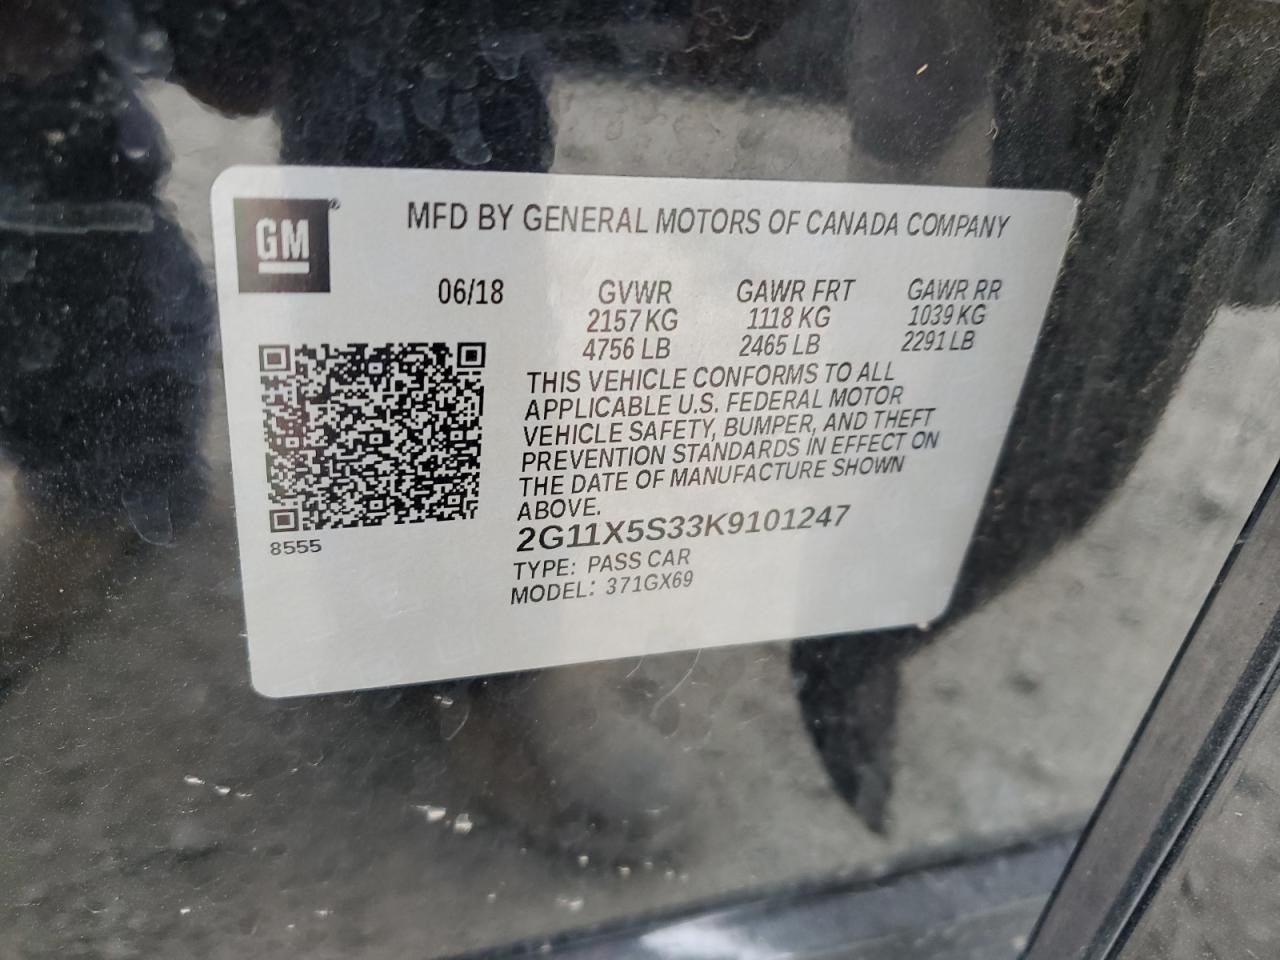 GM
MFD BY GENERAL MOTORS OF CANADA COMPANY
06/18 GVWR GAWR FRT GAWR RR
2157 KG 1118 KG 1039 KG
4756 LB 2465 LB 2291 LB
THIS VEHICLE CONFORMS TO ALL
APPLICABLE U.S. FEDERAL MOTOR
VEHICLE SAFETY, BUMPER, AND THEFT
PREVENTION STANDARDS IN EFFECT ON
THE DATE OF MANUFACTURE SHOWN
ABOVE.
2G11X5S33K9101247
8555
TYPE: PASS CAR
MODEL: 371GX69